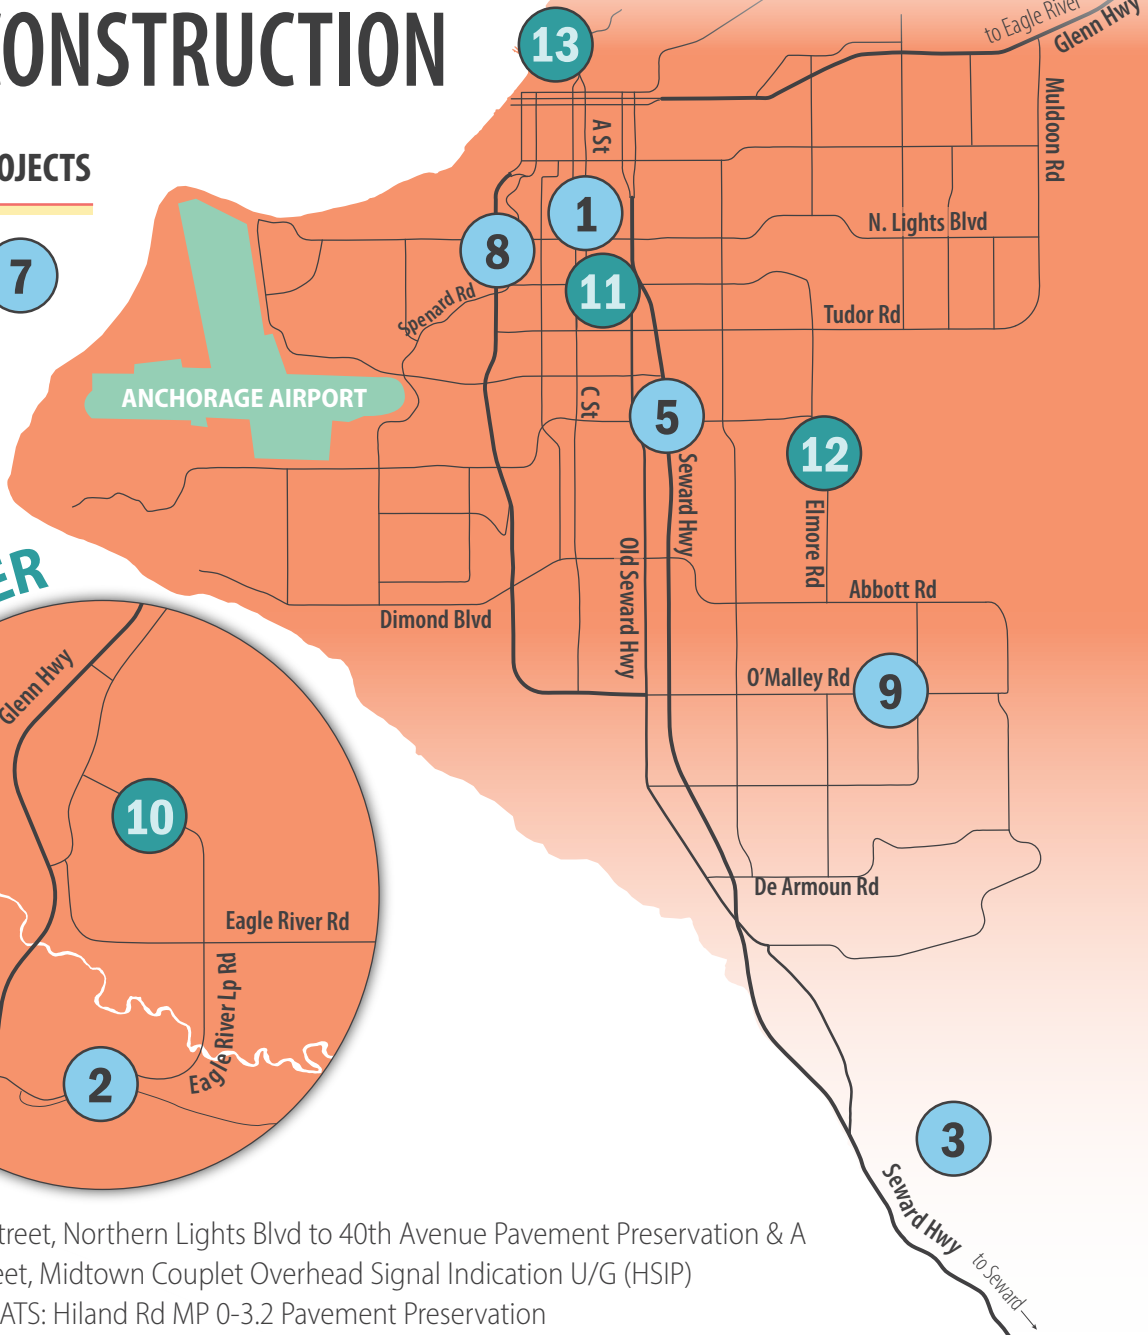 CONSTRUCTION
OJECTS
to Eagle River
Glenn Hwy
13
A St
Muldoon Rd
1
N. Lights Blvd
7
8
11
Spenard Rd
Tudor Rd
ANCHORAGE AIRPORT
C St
5
12
Seward Hwy
Elmore Rd
Old Seward Hwy
ER
Abbott Rd
Dimond Blvd
O'Malley Rd
9
Glenn Hwy
10
De Armoun Rd
Eagle River Rd
Eagle River Lp Rd
2
3
Seward Hwy
to Seward
treet, Northern Lights Blvd to 40th Avenue Pavement Preservation & A
eet, Midtown Couplet Overhead Signal Indication U/G (HSIP)
ATS: Hiland Rd MP 0-3.2 Pavement Preservation